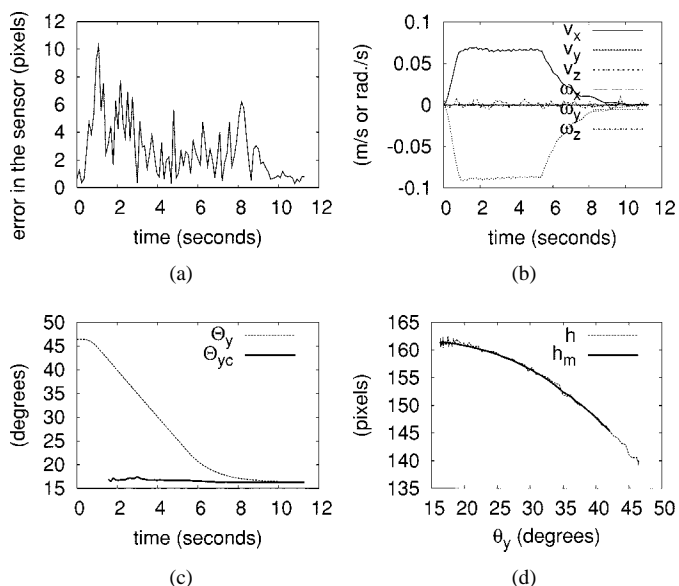 error in the sensor (pixels)
12
10
8
6
4
2
0
0 2 4 6 8 10 12
time (seconds)
(a)
(m/s or rad./s)
0.1
0.05
0
-0.05
-0.1
v_x
v_y
v_z
ω_x
ω_y
ω_z
0 2 4 6 8 10 12
time (seconds)
(b)
(degrees)
50
45
40
35
30
25
20
15
Θ_y
Θ_yc
0 2 4 6 8 10 12
time (seconds)
(c)
(pixels)
165
160
155
150
145
140
135
h
h_m
15 20 25 30 35 40 45 50
θ_y (degrees)
(d)